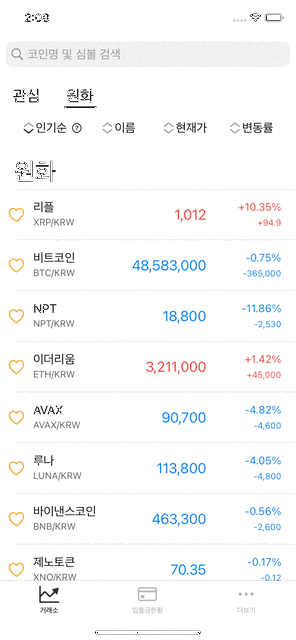 2:08
코인명 및 심볼 검색
관심 원화
인기순 ? 이름 현재가 변동률
원화
리플 1,012 +10.35%
XRP/KRW +94.9
비트코인 48,583,000 -0.75%
BTC/KRW -365,000
NPT 18,800 -11.86%
NPT/KRW -2,530
이더리움 3,211,000 +1.42%
ETH/KRW +45,000
AVAX 90,700 -4.82%
AVAX/KRW -4,600
루나 113,800 -4.05%
LUNA/KRW -4,800
바이낸스코인 463,300 -0.56%
BNB/KRW -2,600
제노토큰 70.35 -0.17%
XNO/KRW -0.12
거래소 입출금현황 더보기